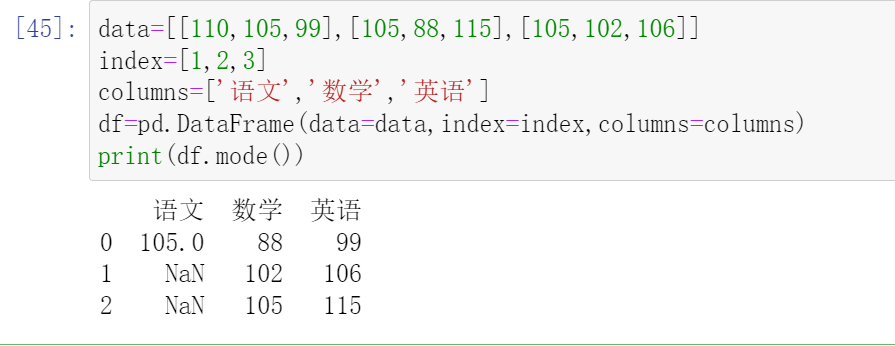 [45]: data=[[110,105,99],[105,88,115],[105,102,106]]
index=[1,2,3]
columns=['语文','数学','英语']
df=pd.DataFrame(data=data,index=index,columns=columns)
print(df.mode())
语文 数学 英语
0 105.0 88 99
1 NaN 102 106
2 NaN 105 115